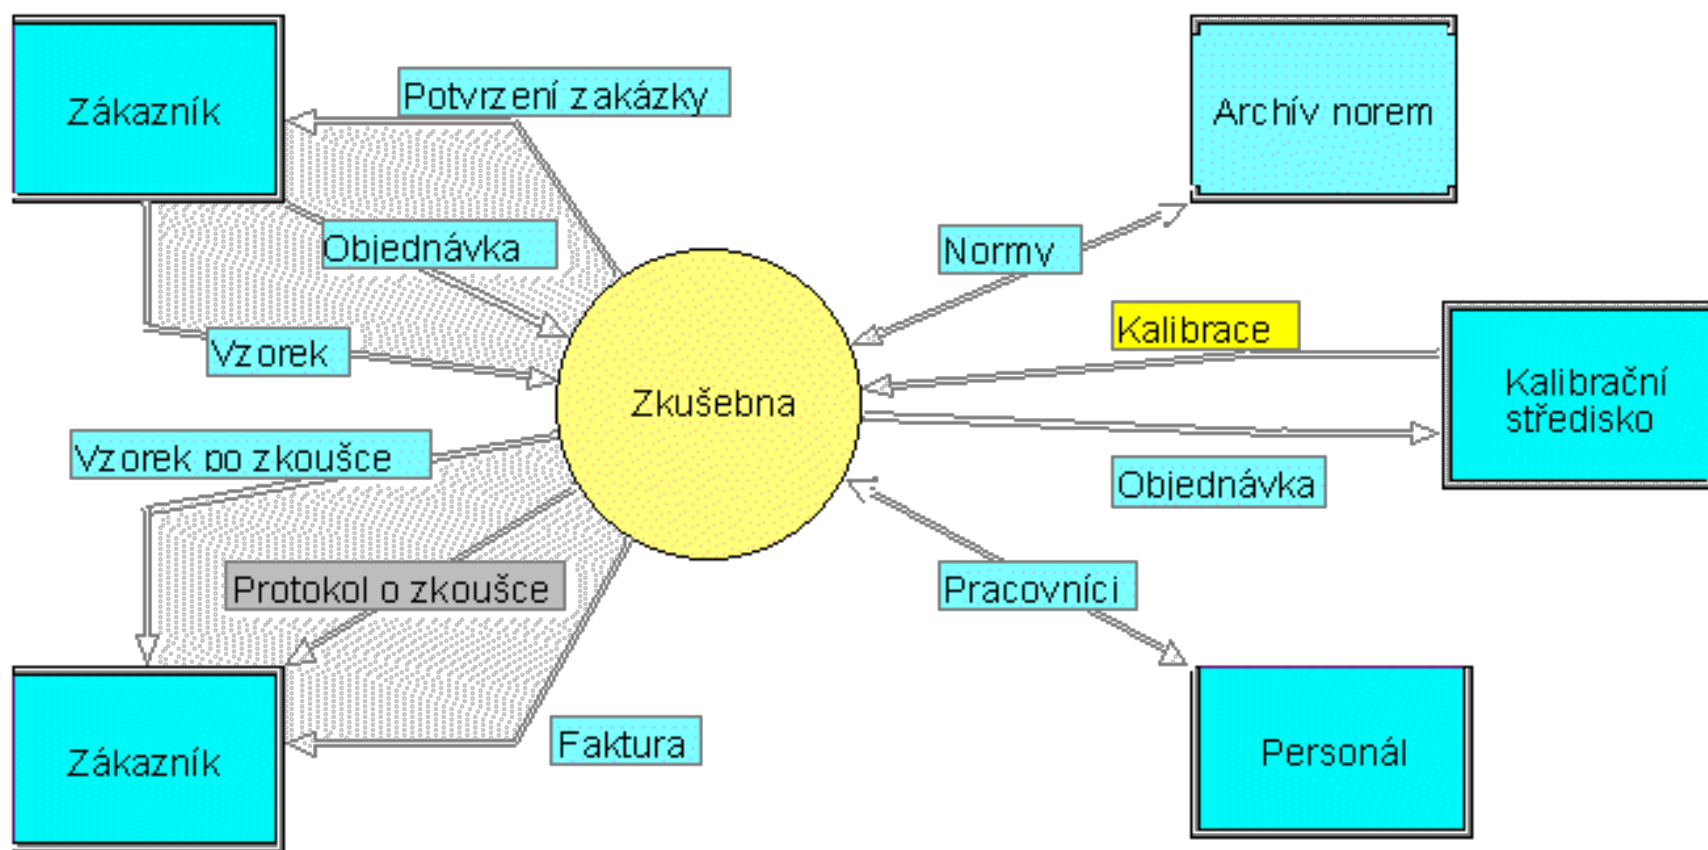 Zákazník
Potvrzení zakázky
Archív norem
Objednávka
Normy
Vzorek
Kalibrace
Kalibrační
středisko
Zkušebna
Vzorek po zkoušce
Objednávka
Protokol o zkoušce
Pracovníci
Faktura
Zákazník
Personál